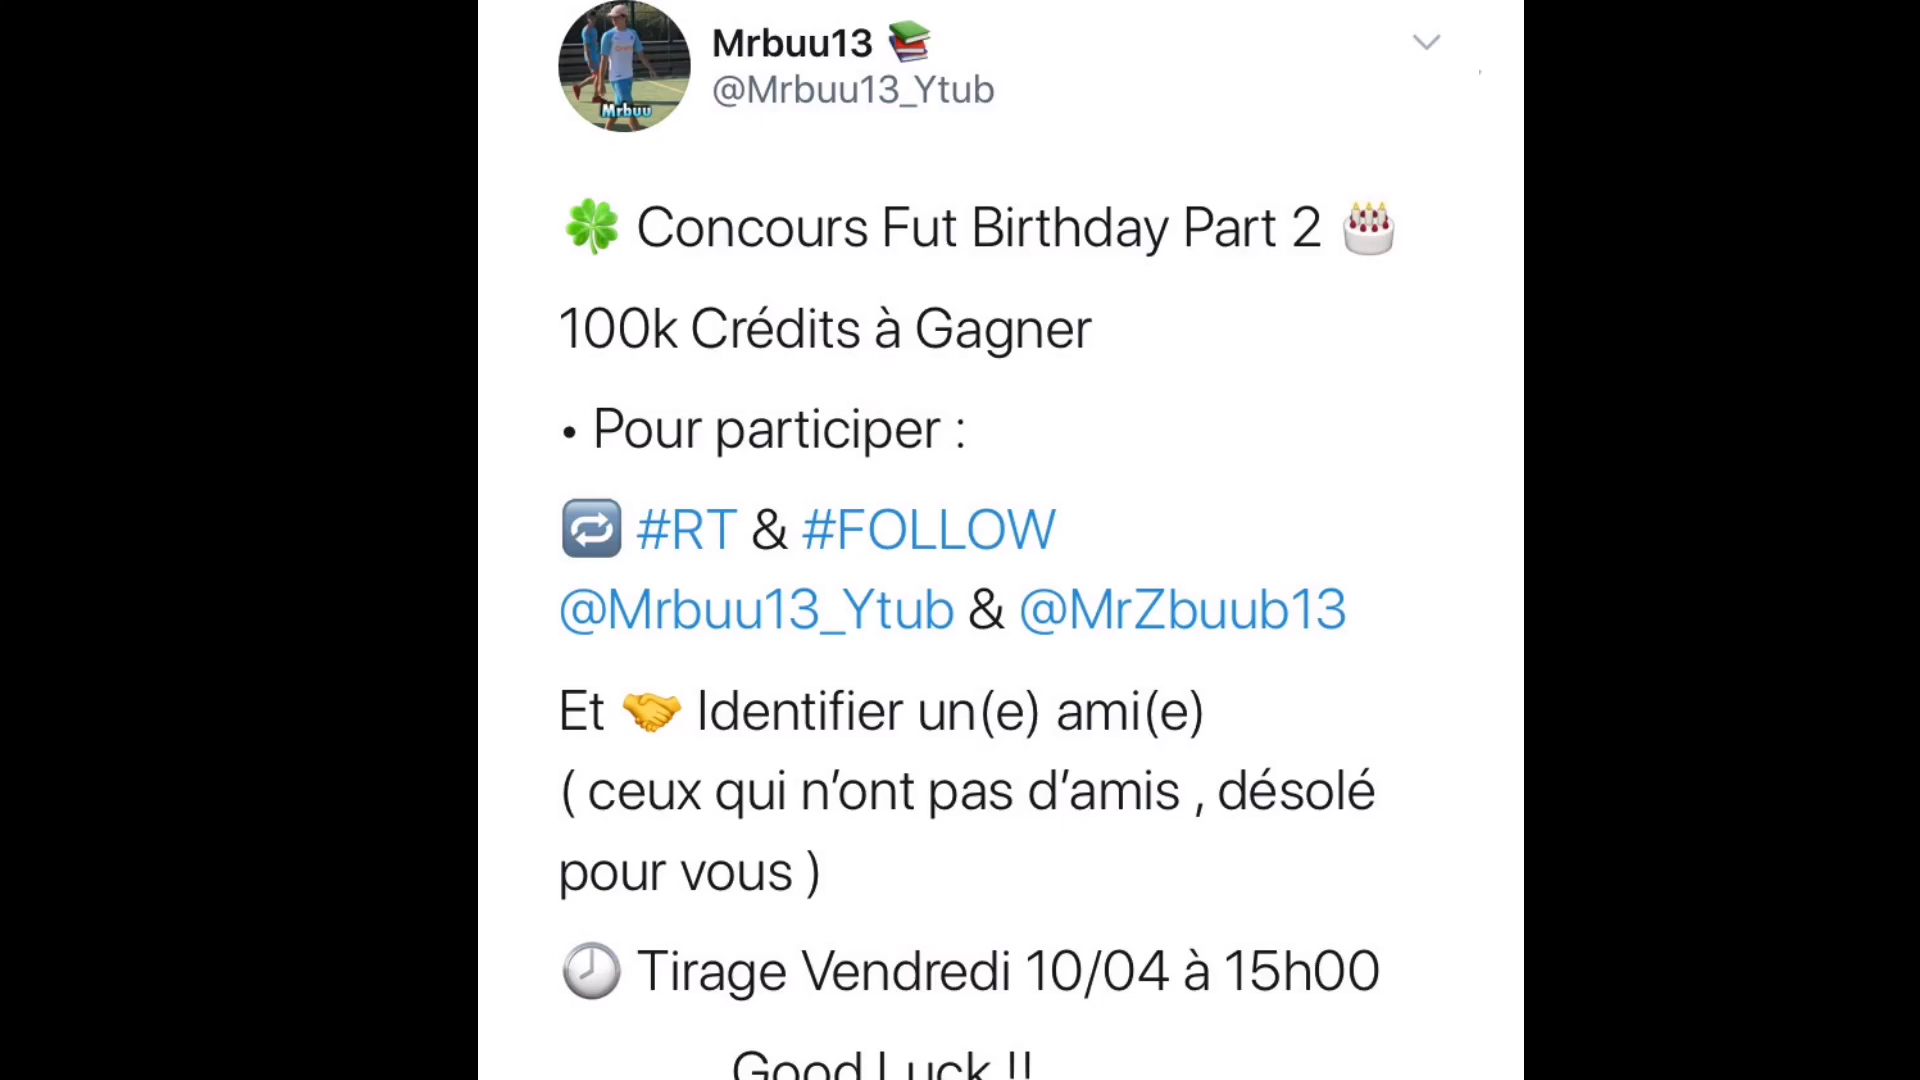 Mrbuu13 📚
@Mrbuu13_Ytub
Mrbuu
🍀 Concours Fut Birthday Part 2 🎂
100k Crédits à Gagner
• Pour participer :
🔁 #RT & #FOLLOW
@Mrbuu13_Ytub & @MrZbuub13
Et 🤝 Identifier un(e) ami(e)
( ceux qui n’ont pas d’amis , désolé
pour vous )
🕗 Tirage Vendredi 10/04 à 15h00
Good Luck !!